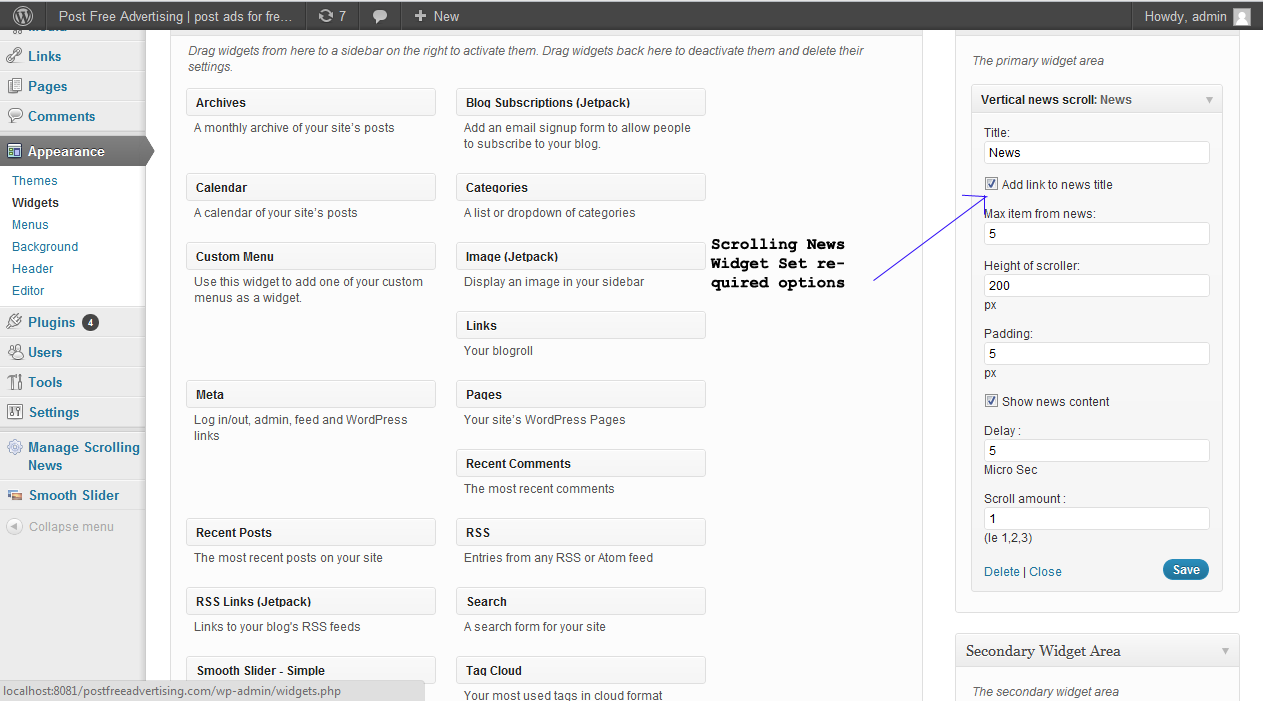 Post Free Advertising | post ads for fre...
7
New
Howdy, admin
Links
Pages
Comments
Appearance
Themes
Widgets
Menus
Background
Header
Editor
Plugins 4
Users
Tools
Settings
Manage Scrolling
News
Smooth Slider
Collapse menu
Drag widgets from here to a sidebar on the right to activate them. Drag widgets back here to deactivate them and delete their
settings.
Archives
A monthly archive of your site's posts
Blog Subscriptions (Jetpack)
Add an email signup form to allow people
to subscribe to your blog.
Calendar
A calendar of your site's posts
Categories
A list or dropdown of categories
Custom Menu
Use this widget to add one of your custom
menus as a widget.
Image (Jetpack)
Display an image in your sidebar
Links
Your blogroll
Meta
Log in/out, admin, feed and WordPress
links
Pages
Your site's WordPress Pages
Recent Comments
The most recent comments
Recent Posts
The most recent posts on your site
RSS
Entries from any RSS or Atom feed
RSS Links (Jetpack)
Links to your blog's RSS feeds
Search
A search form for your site
Smooth Slider - Simple
Tag Cloud
Your most used tags in cloud format
Scrolling News
Widget Set re-
quired options
The primary widget area
Vertical news scroll: News
Title:
News
Add link to news title
Max item from news:
5
Height of scroller:
200
px
Padding:
5
px
Show news content
Delay :
5
Micro Sec
Scroll amount :
1
(Ie 1,2,3)
Delete | Close
Save
Secondary Widget Area
The secondary widget area
localhost:8081/postfreeadvertising.com/wp-admin/widgets.php